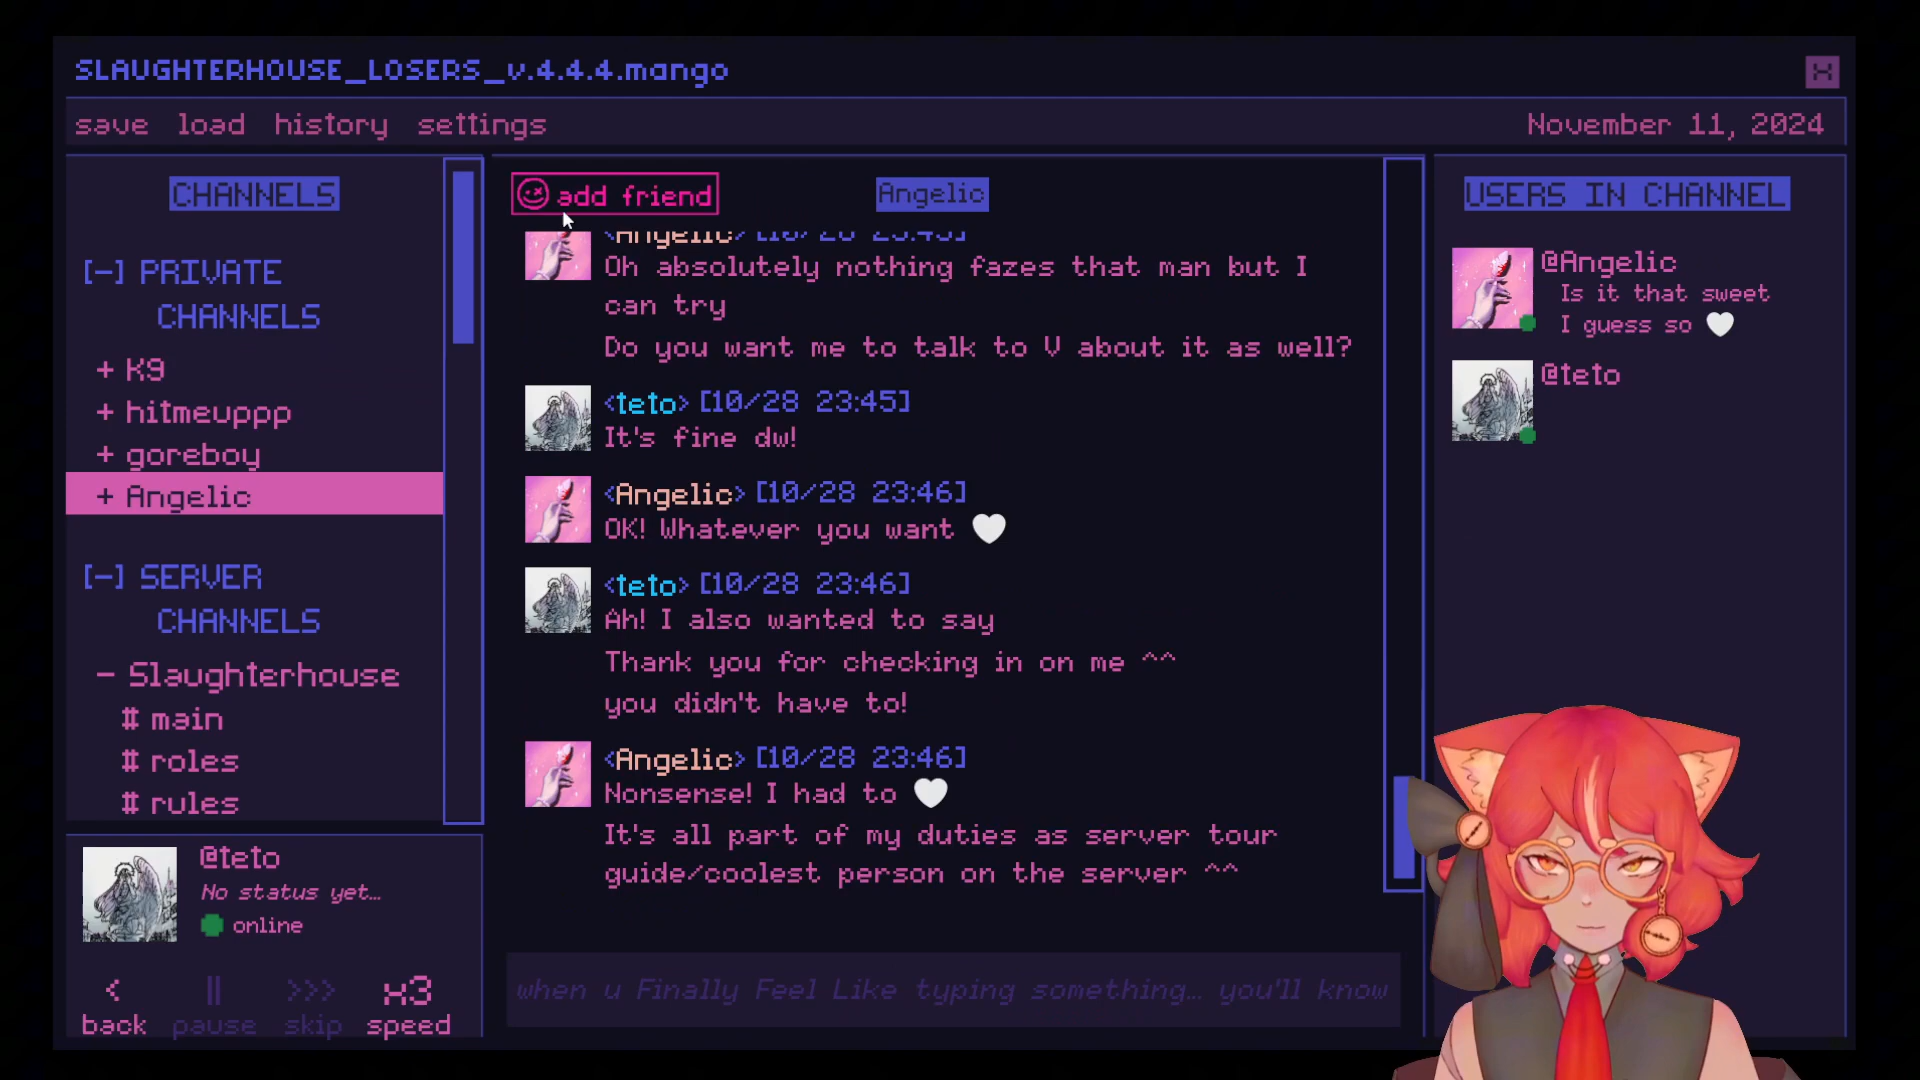 SLAUGHTERHOUSE_LOSERS_v.4.4.4.mango
x
save load history settings
November 11, 2024
CHANNELS
[-] PRIVATE
CHANNELS
+ K9
+ hitmeuppp
+ goreboy
+ Angelic
[-] SERVER
CHANNELS
- Slaughterhouse
# main
# roles
# rules
@teto
No status yet...
online
<
||
>>>
x3
back
pause
skip
speed
add friend
Angelic
<Angelic>
Oh absolutely nothing fazes that man but I
can try
Do you want me to talk to V about it as well?
<teto> [10/28 23:45]
It's fine dw!
<Angelic> [10/28 23:46]
OK! Whatever you want 🤍
<teto> [10/28 23:46]
Ah! I also wanted to say
Thank you for checking in on me ^^
you didn't have to!
<Angelic> [10/28 23:46]
Nonsense! I had to 🤍
It's all part of my duties as server tour
guide/coolest person on the server ^^
when u Finally Feel Like typing something... you'll know
USERS IN CHANNEL
@Angelic
Is it that sweet
I guess so 🤍
@teto